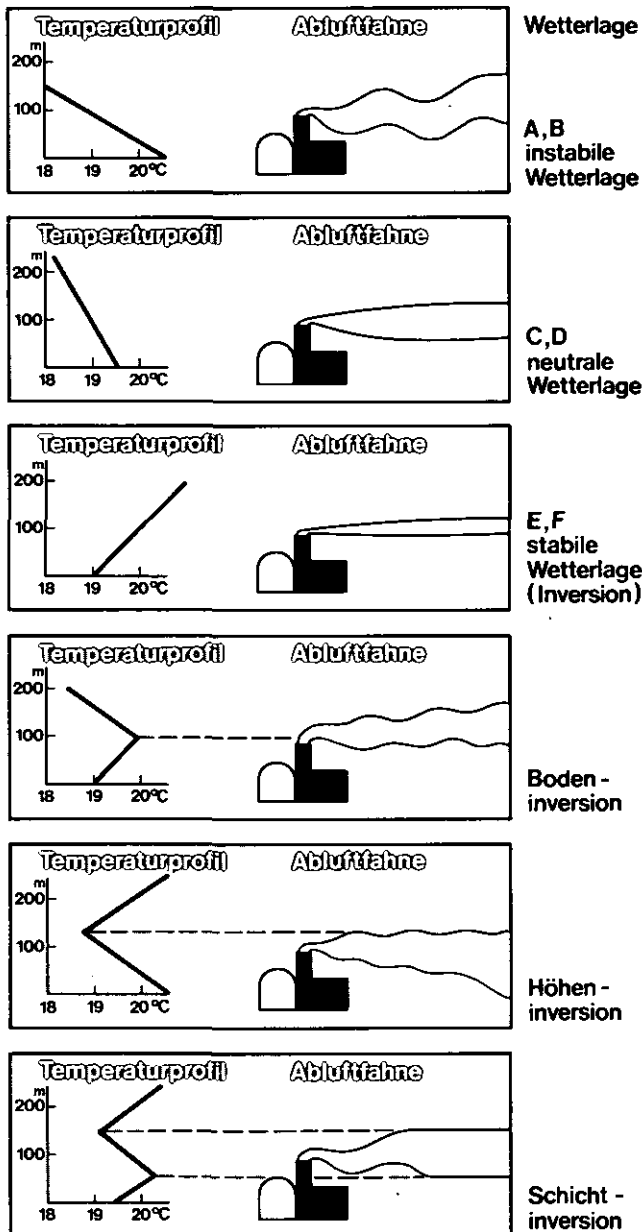 Temperaturprofil Abluftfahne Wetterlage
m
200
100
18 19 20°C
A,B
instabile
Wetterlage
Temperaturprofil Abluftfahne
m
200
100
18 19 20°C
C,D
neutrale
Wetterlage
Temperaturprofil Abluftfahne
m
200
100
18 19 20°C
E,F
stabile
Wetterlage
(Inversion)
Temperaturprofil Abluftfahne
m
200
100
18 19 20°C
Boden-
inversion
Temperaturprofil Abluftfahne
m
200
100
18 19 20°C
Höhen-
inversion
Temperaturprofil Abluftfahne
m
200
100
18 19 20°C
Schicht-
inversion